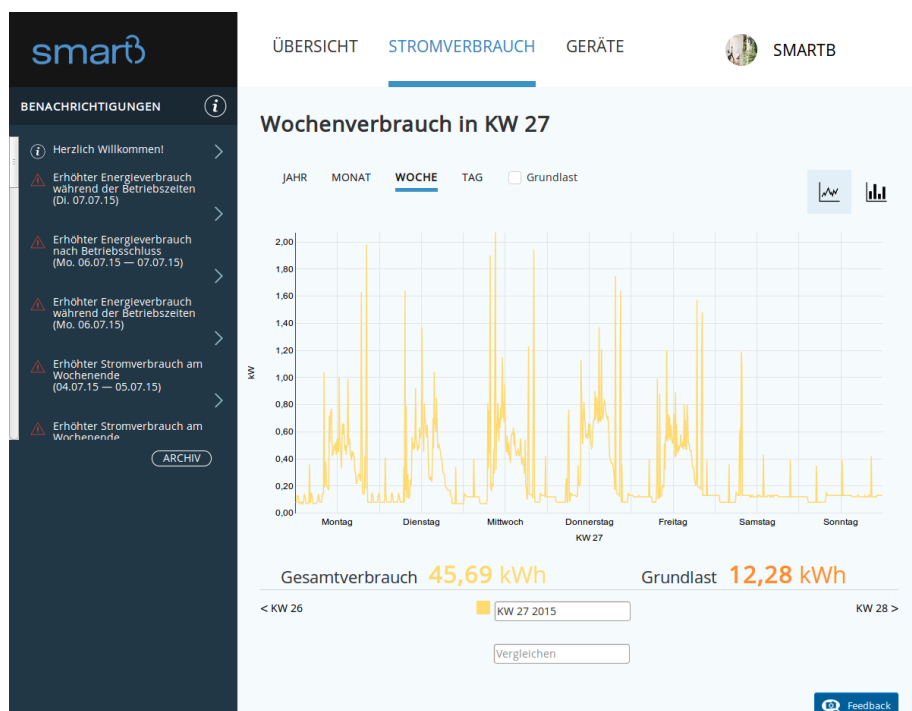 smartB
ÜBERSICHT
STROMVERBRAUCH
GERÄTE
SMARTB
BENACHRICHTIGUNGEN
i
Herzlich Willkommen!
Erhöhter Energieverbrauch
während der Betriebszeiten
(Di. 07.07.15)
Erhöhter Energieverbrauch
nach Betriebsschluss
(Mo. 06.07.15 — 07.07.15)
Erhöhter Energieverbrauch
während der Betriebszeiten
(Mo. 06.07.15)
Erhöhter Stromverbrauch am
Wochenende
(04.07.15 — 05.07.15)
Erhöhter Stromverbrauch am
Wochenende
ARCHIV
Wochenverbrauch in KW 27
JAHR
MONAT
WOCHE
TAG
Grundlast
2,00
1,80
1,60
1,40
1,20
1,00
0,80
0,60
0,40
0,20
0,00
kW
Montag
Dienstag
Mittwoch
Donnerstag
Freitag
Samstag
Sonntag
KW 27
Gesamtverbrauch 45,69 kWh
Grundlast 12,28 kWh
< KW 26
KW 27 2015
KW 28 >
Vergleichen
Feedback